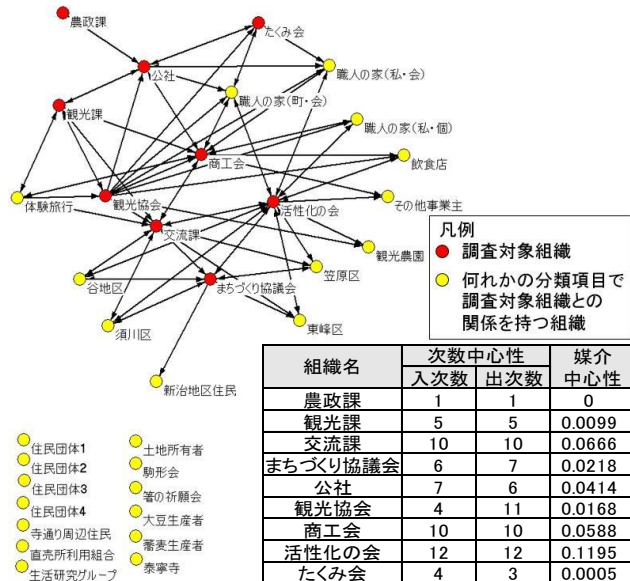 農政課
たくみ会
公社
職人の家(私・会)
観光課
職人の家(町・会)
職人の家(私・個)
商工会
飲食店
体験旅行
観光協会
活性化の会
その他事業主
交流課
観光農園
谷地区
まちづくり協議会
笠原区
須川区
東峰区
新治地区住民
凡例
調査対象組織
何れかの分類項目で
調査対象組織との
関係を持つ組織
組織名 次数中心性 媒介中心性
入次数 出次数
農政課 1 1 0
観光課 5 5 0.0099
交流課 10 10 0.0666
まちづくり協議会 6 7 0.0218
公社 7 6 0.0414
観光協会 4 11 0.0168
商工会 10 10 0.0588
活性化の会 12 12 0.1195
たくみ会 4 3 0.0005
住民団体1
住民団体2
住民団体3
住民団体4
寺通り周辺住民
直売所利用組合
生活研究グループ
土地所有者
駒形会
箸の祈願会
大豆生産者
蕎麦生産者
泰寧寺